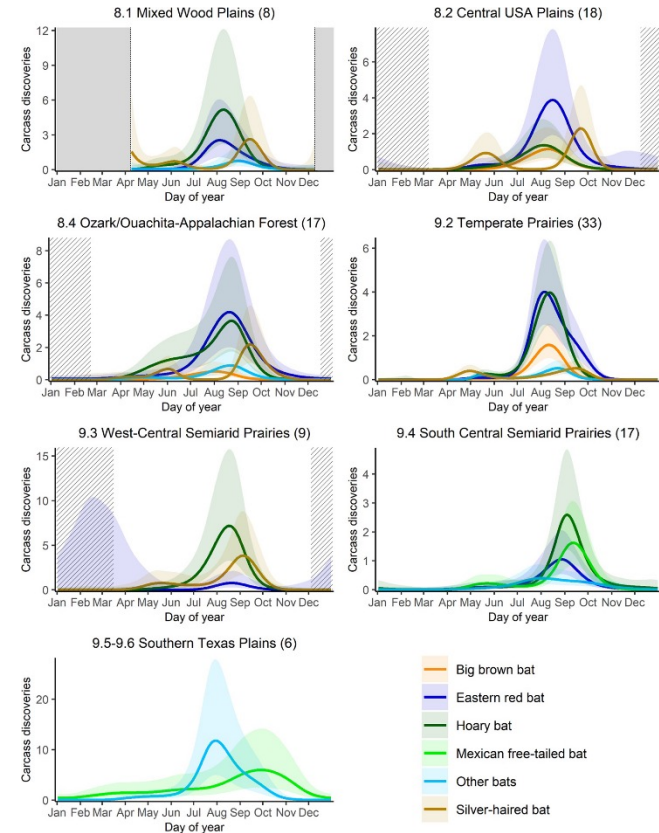 8.1 Mixed Wood Plains (8)
12
9
6
3
0
Carcass discoveries
Jan Feb Mar Apr May Jun Jul Aug Sep Oct Nov Dec
Day of year
8.2 Central USA Plains (18)
6
4
2
0
Carcass discoveries
Jan Feb Mar Apr May Jun Jul Aug Sep Oct Nov Dec
Day of year
8.4 Ozark/Ouachita-Appalachian Forest (17)
8
6
4
2
0
Carcass discoveries
Jan Feb Mar Apr May Jun Jul Aug Sep Oct Nov Dec
Day of year
9.2 Temperate Prairies (33)
6
4
2
0
Carcass discoveries
Jan Feb Mar Apr May Jun Jul Aug Sep Oct Nov Dec
Day of year
9.3 West-Central Semiarid Prairies (9)
15
10
5
0
Carcass discoveries
Jan Feb Mar Apr May Jun Jul Aug Sep Oct Nov Dec
Day of year
9.4 South Central Semiarid Prairies (17)
4
3
2
1
0
Carcass discoveries
Jan Feb Mar Apr May Jun Jul Aug Sep Oct Nov Dec
Day of year
9.5-9.6 Southern Texas Plains (6)
20
10
0
Carcass discoveries
Jan Feb Mar Apr May Jun Jul Aug Sep Oct Nov Dec
Day of year
Big brown bat
Eastern red bat
Hoary bat
Mexican free-tailed bat
Other bats
Silver-haired bat